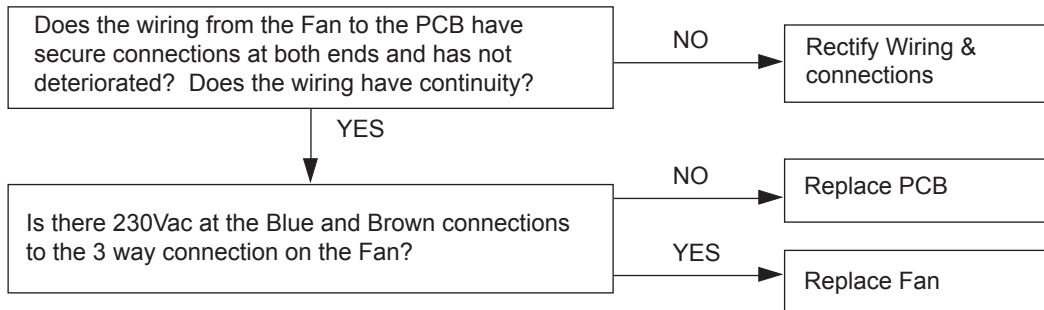 Does the wiring from the Fan to the PCB have
secure connections at both ends and has not
deteriorated?  Does the wiring have continuity?
NO
Rectify Wiring &
connections
YES
Is there 230Vac at the Blue and Brown connections
to the 3 way connection on the Fan?
NO
Replace PCB
YES
Replace Fan